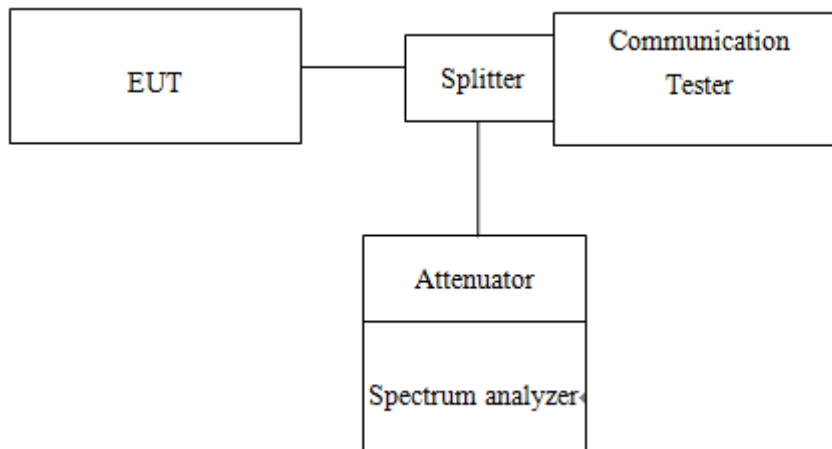 EUT
Splitter
Communication
Tester
Attenuator
Spectrum analyzer